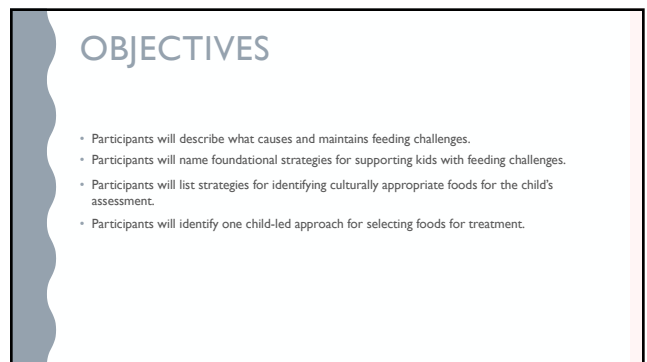 OBJECTIVES
• Participants will describe what causes and maintains feeding challenges.
• Participants will name foundational strategies for supporting kids with feeding challenges.
• Participants will list strategies for identifying culturally appropriate foods for the child's
assessment.
• Participants will identify one child-led approach for selecting foods for treatment.